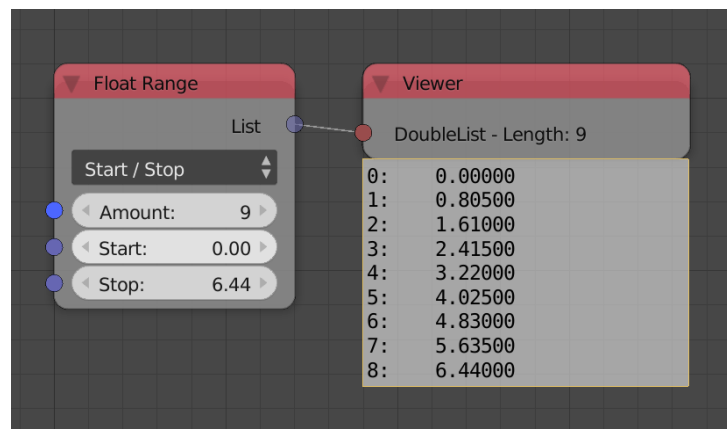 Float Range
List
Start / Stop
Amount: 9
Start: 0.00
Stop: 6.44
Viewer
DoubleList - Length: 9
0: 0.00000
1: 0.80500
2: 1.61000
3: 2.41500
4: 3.22000
5: 4.02500
6: 4.83000
7: 5.63500
8: 6.44000